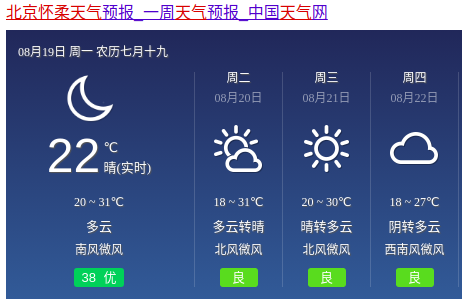 北京怀柔天气预报_一周天气预报_中国天气网
08月19日 周一 农历七月十九
22 ℃
晴(实时)
20 ~ 31℃
多云
南风微风
38 优
周二
08月20日
18 ~ 31℃
多云转晴
北风微风
良
周三
08月21日
20 ~ 30℃
晴转多云
北风微风
良
周四
08月22日
18 ~ 27℃
阴转多云
西南风微风
良